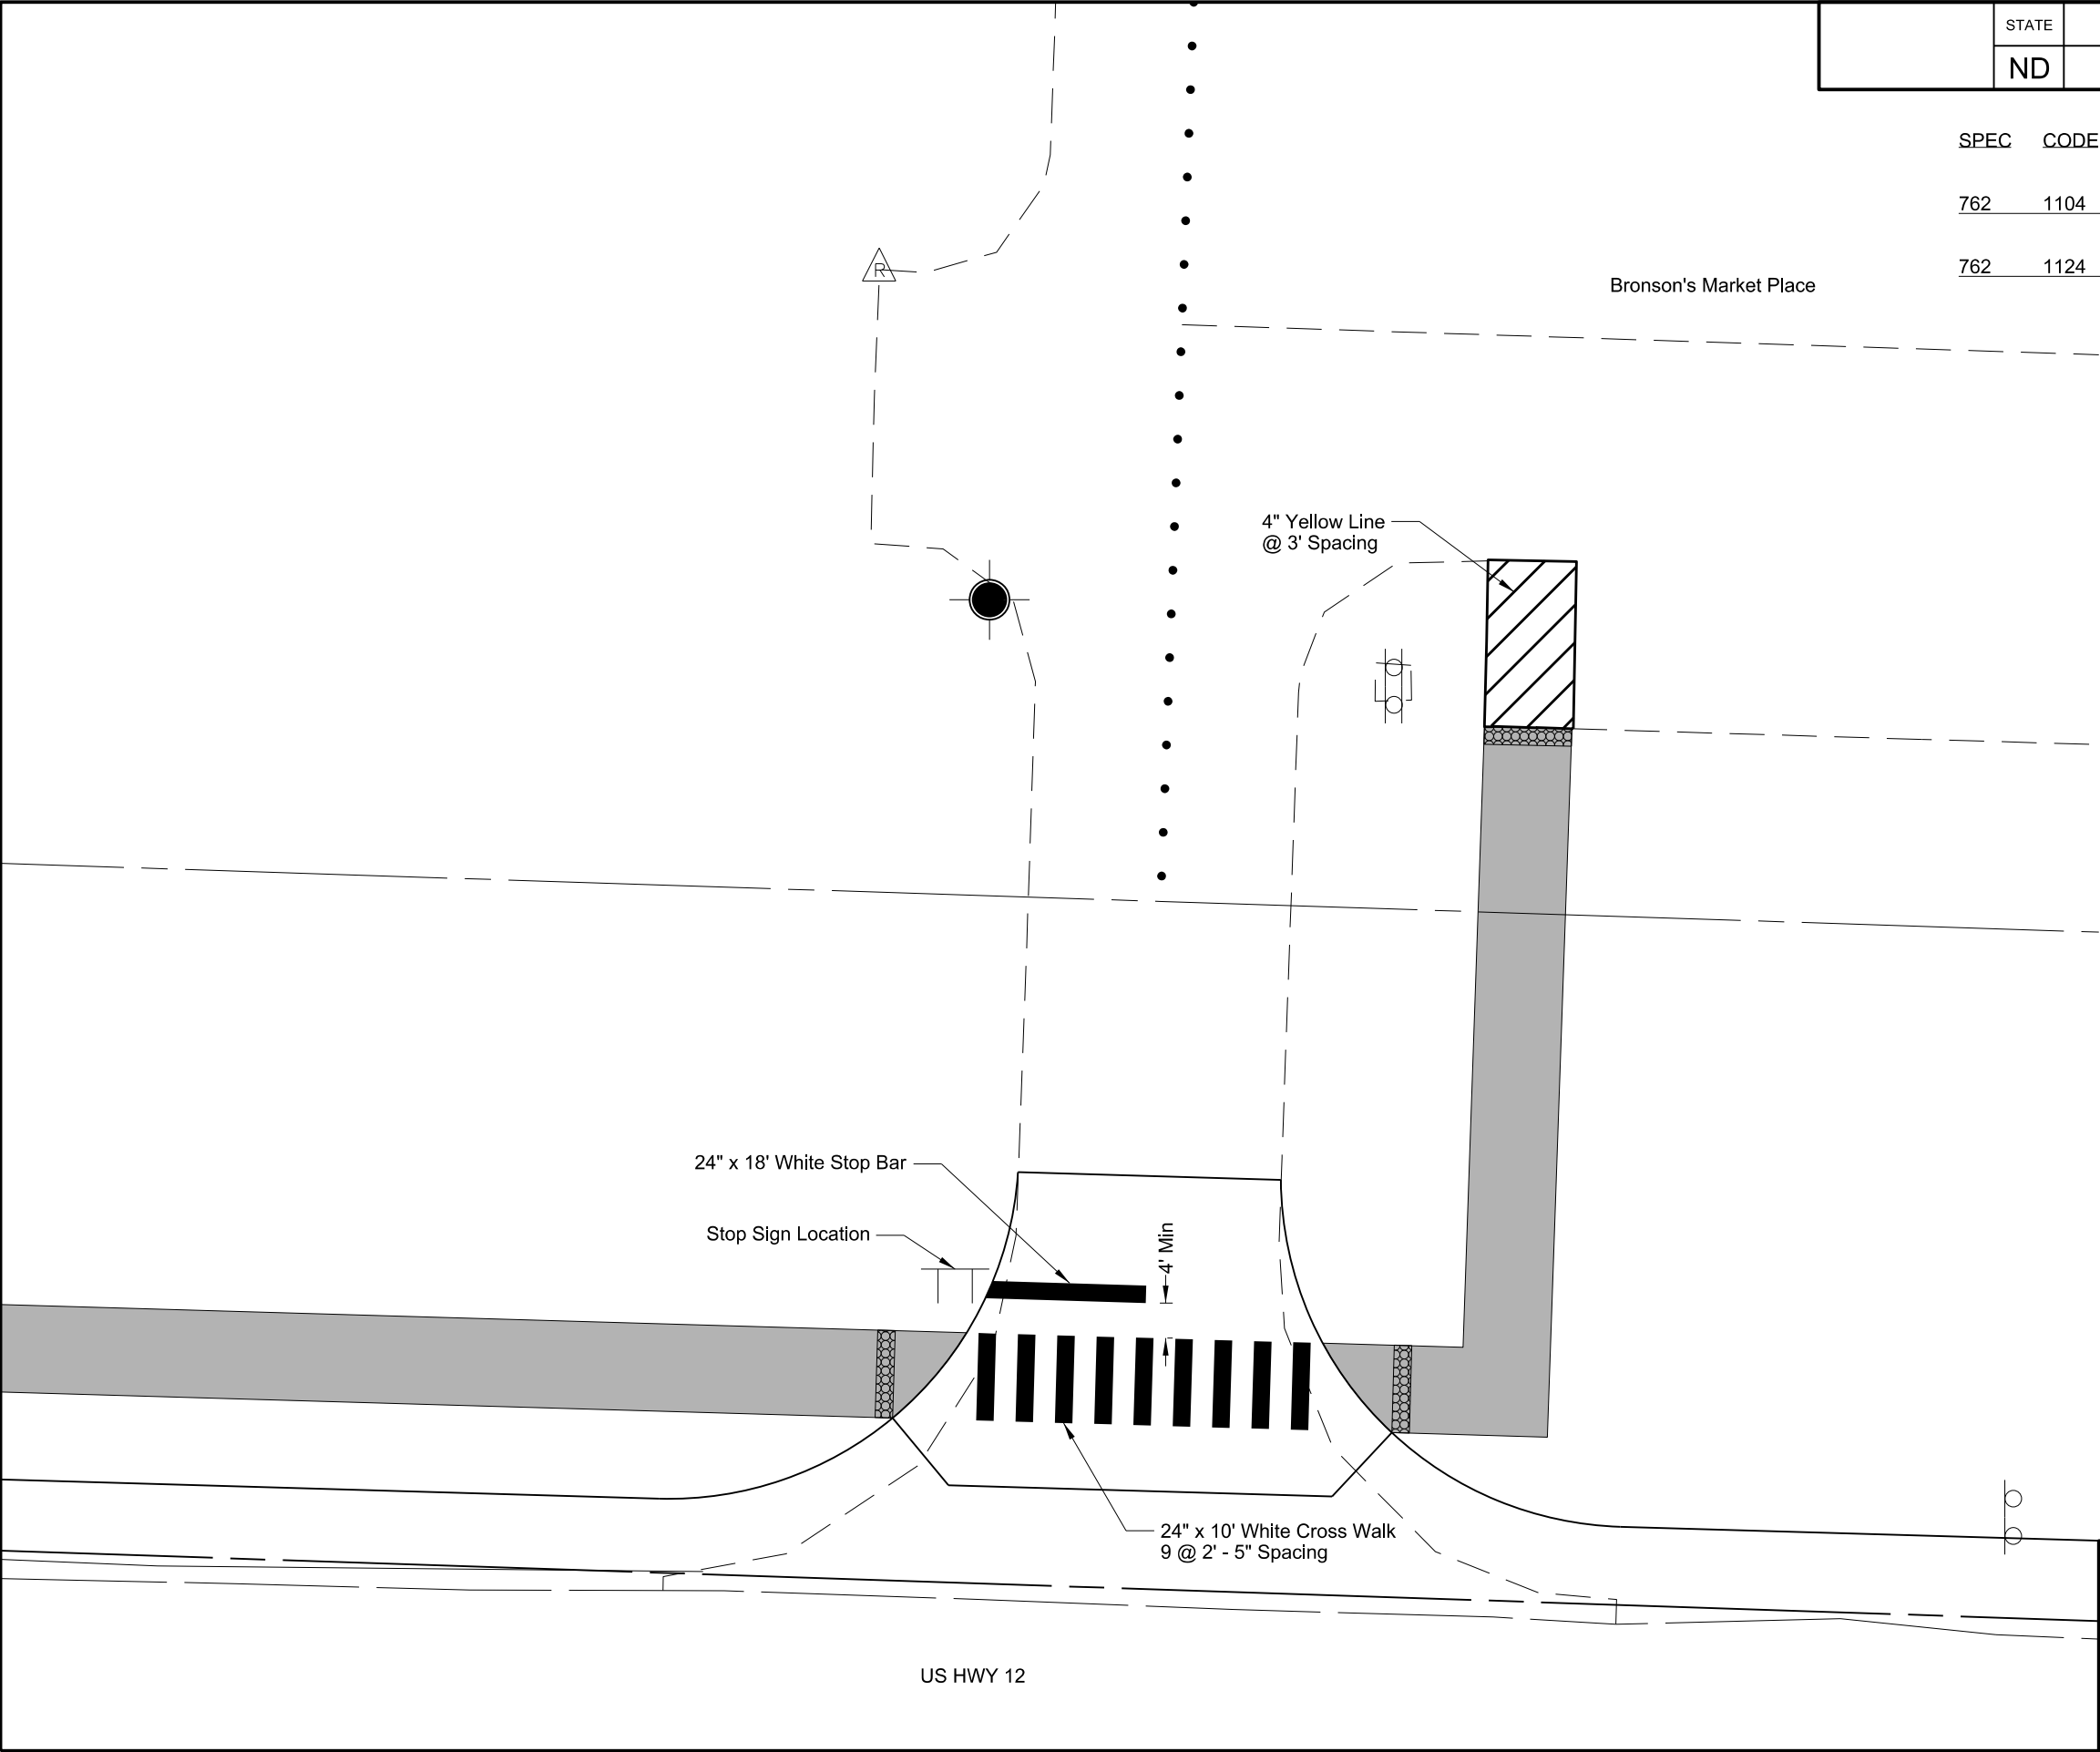 STATE
ND
SPEC CODE
762 1104
762 1124
Bronson's Market Place
R
4" Yellow Line
@ 3' Spacing
24" x 18' White Stop Bar
Stop Sign Location
4' Min
24" x 10' White Cross Walk
9 @ 2' - 5" Spacing
US HWY 12